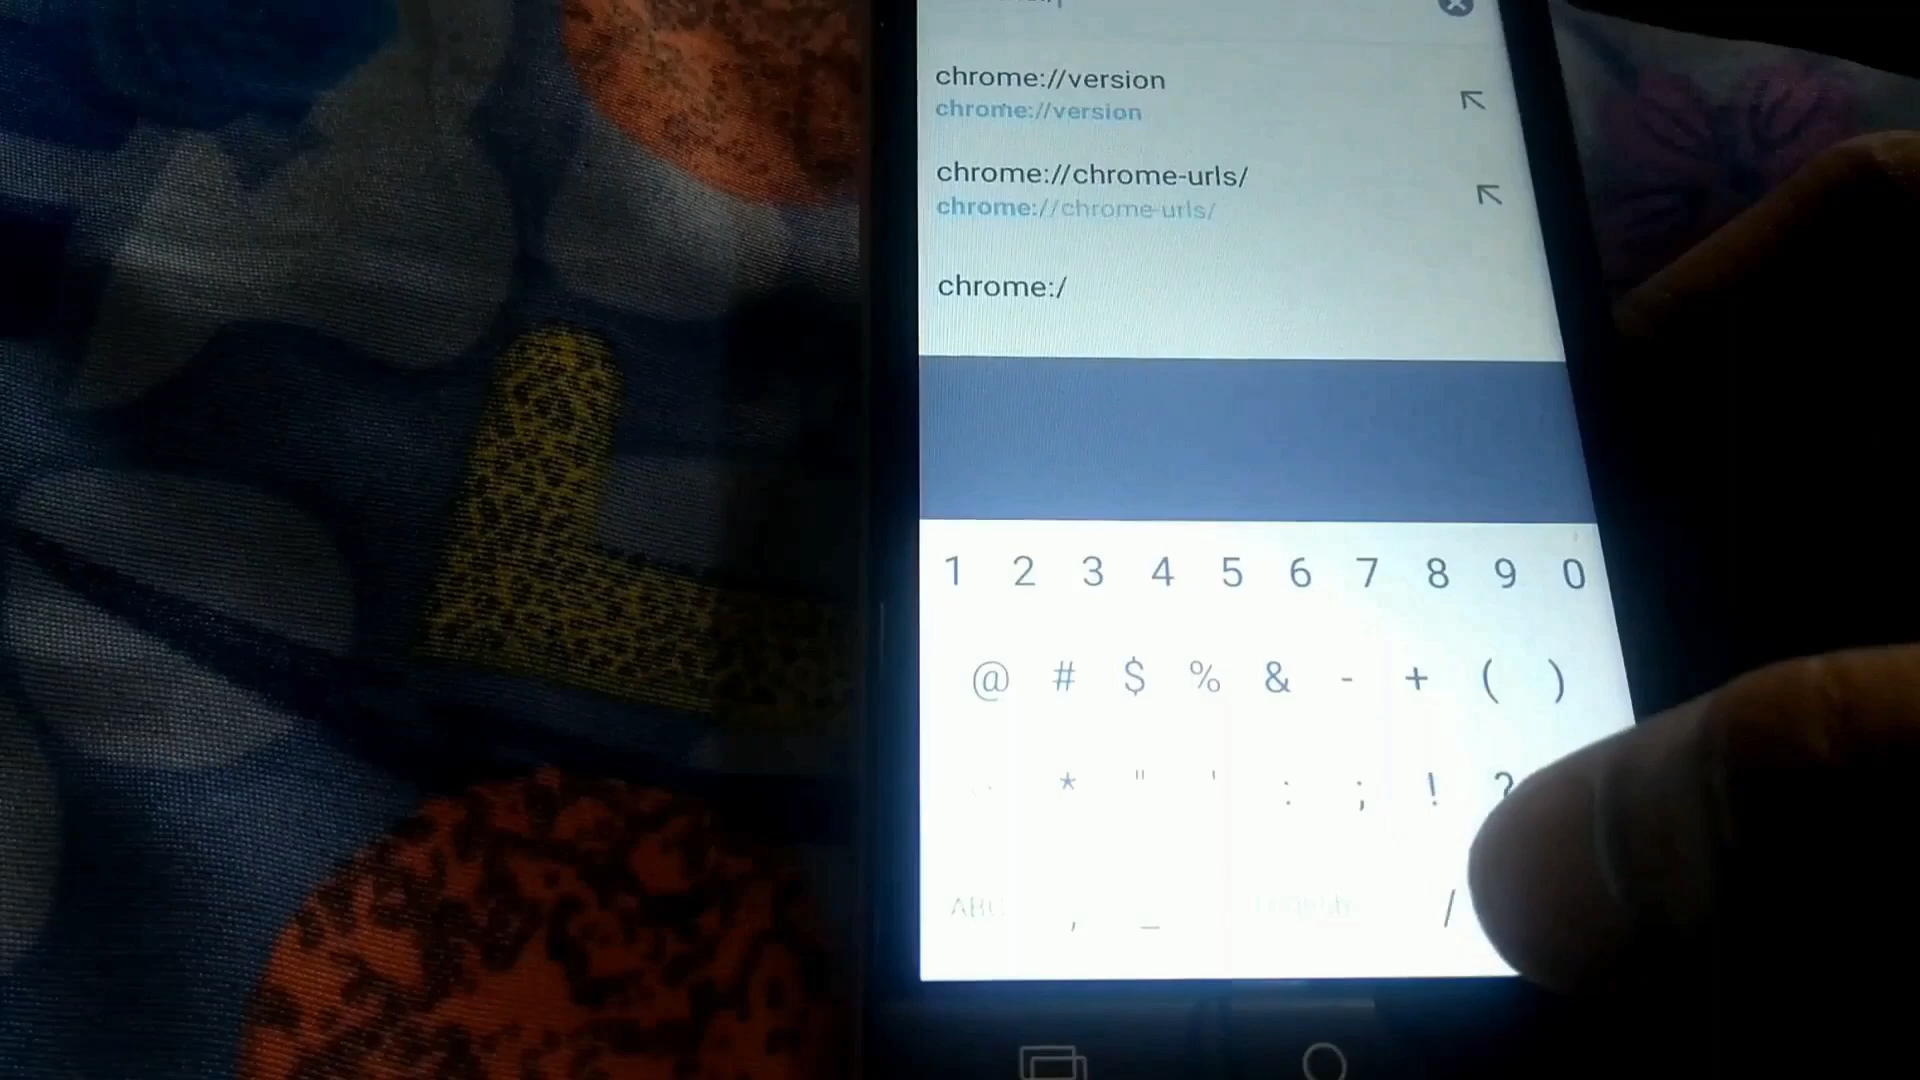 chrome://version
chrome://version
chrome://chrome-urls/
chrome://chrome-urls/
chrome:/
1 2 3 4 5 6 7 8 9 0
@ # $ % & - + ( )
* " ' : ; ! ?
ABC , _ /